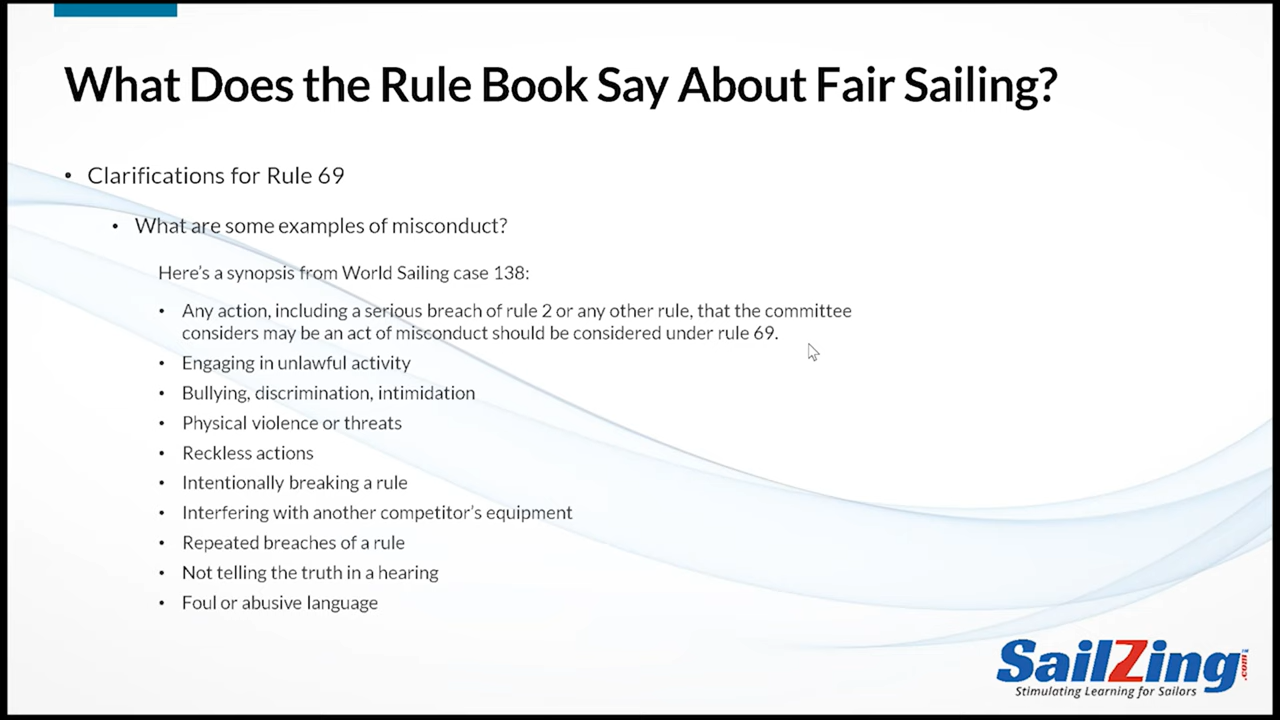 What Does the Rule Book Say About Fair Sailing?
• Clarifications for Rule 69
• What are some examples of misconduct?
Here's a synopsis from World Sailing case 138:
• Any action, including a serious breach of rule 2 or any other rule, that the committee
considers may be an act of misconduct should be considered under rule 69.
• Engaging in unlawful activity
• Bullying, discrimination, intimidation
• Physical violence or threats
• Reckless actions
• Intentionally breaking a rule
• Interfering with another competitor's equipment
• Repeated breaches of a rule
• Not telling the truth in a hearing
• Foul or abusive language
SailZing.com™
Stimulating Learning for Sailors